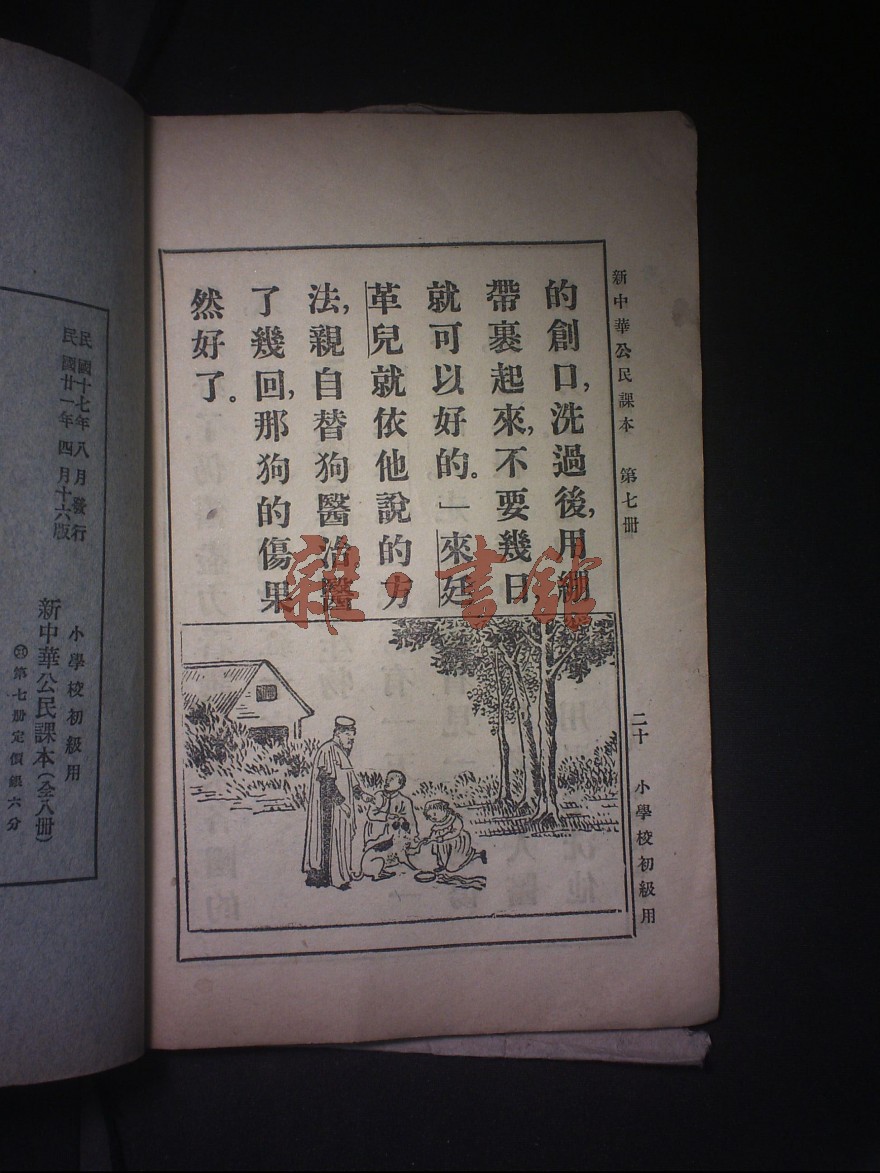 新中華公民課本　第七冊
二十　小學校初級用
的創口，洗過後，用繃
帶裹起來，不要幾日，
就可以好的。」來廷
革兒就依他說的方
法，親自替狗醫治，醫
了幾回，那狗的傷果
然好了。
雜·書館
小學校初級用
新中華公民課本（全八冊）
第七冊定價銀六分
民國十七年八月發行
民國廿一年四月十六版